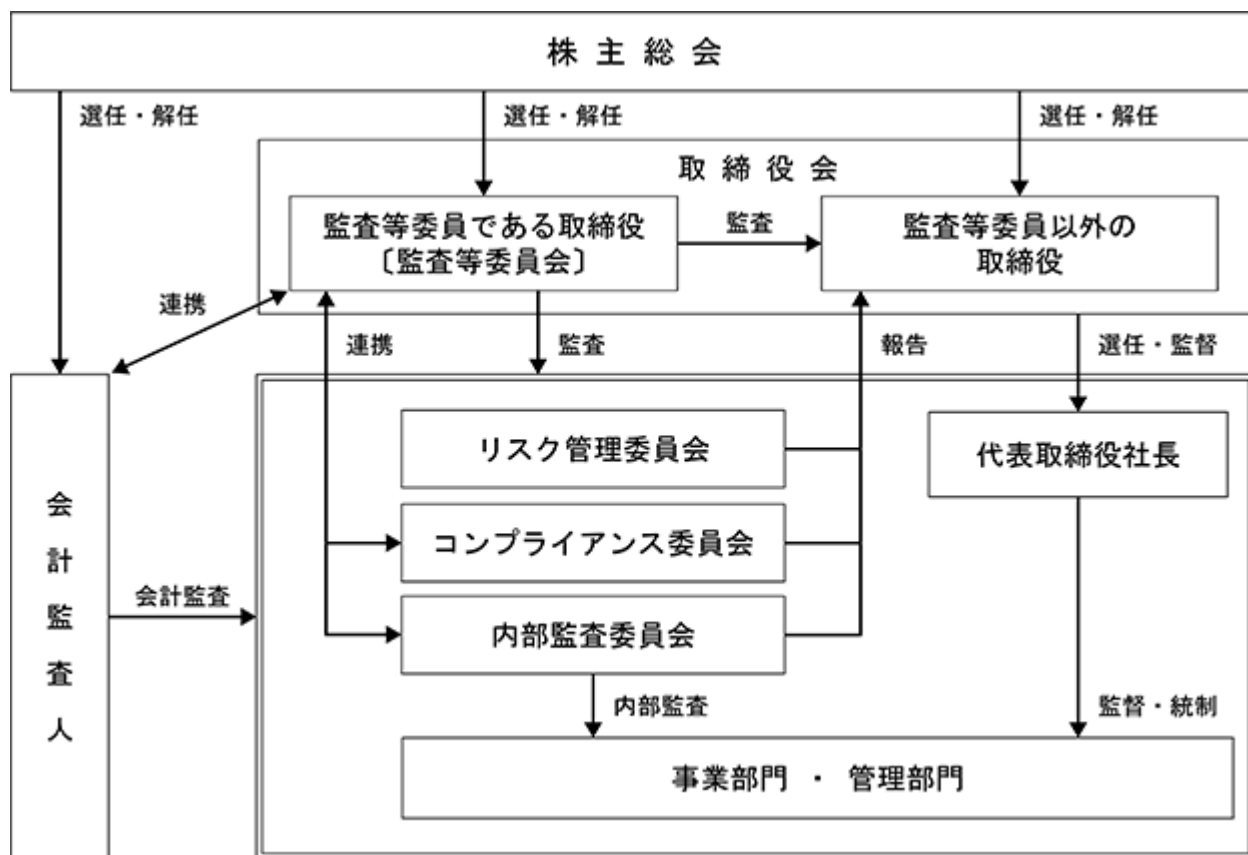 株主総会
選任・解任
選任・解任
選任・解任
取締役会
監査等委員である取締役
〔監査等委員会〕
監査
監査等委員以外の
取締役
連携
連携
監査
報告
選任・監督
リスク管理委員会
代表取締役社長
コンプライアンス委員会
会計監査人
会計監査
内部監査委員会
内部監査
監督・統制
事業部門 ・ 管理部門